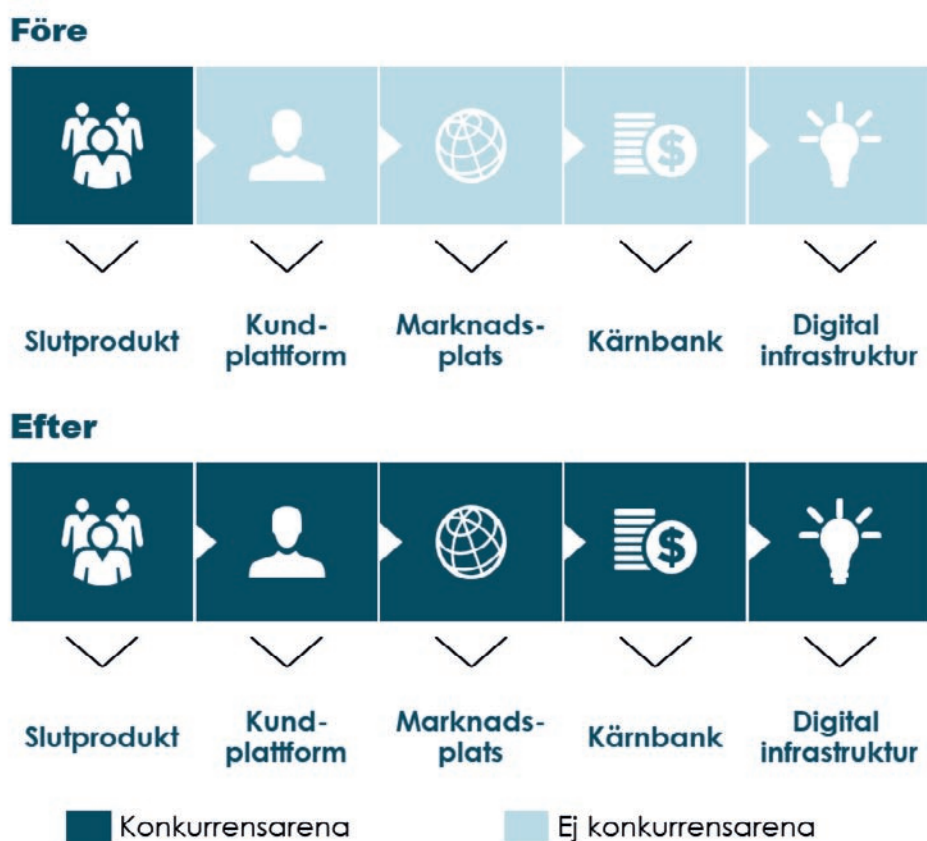 Före
Slutprodukt
Kund-
plattform
Marknads-
plats
Kärnbank
Digital
infrastruktur
Efter
Slutprodukt
Kund-
plattform
Marknads-
plats
Kärnbank
Digital
infrastruktur
Konkurrensarena
Ej konkurrensarena